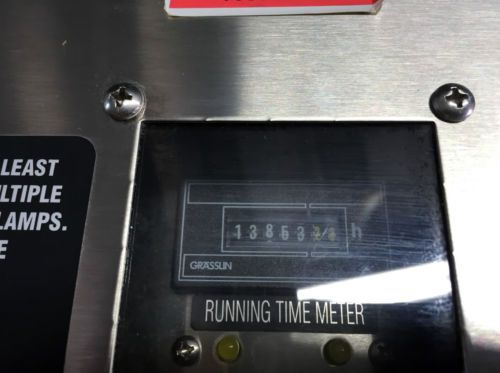 LEAST
LTIPLE
LAMPS.
E
13853 h
GRÄSSLIN
RUNNING TIME METER